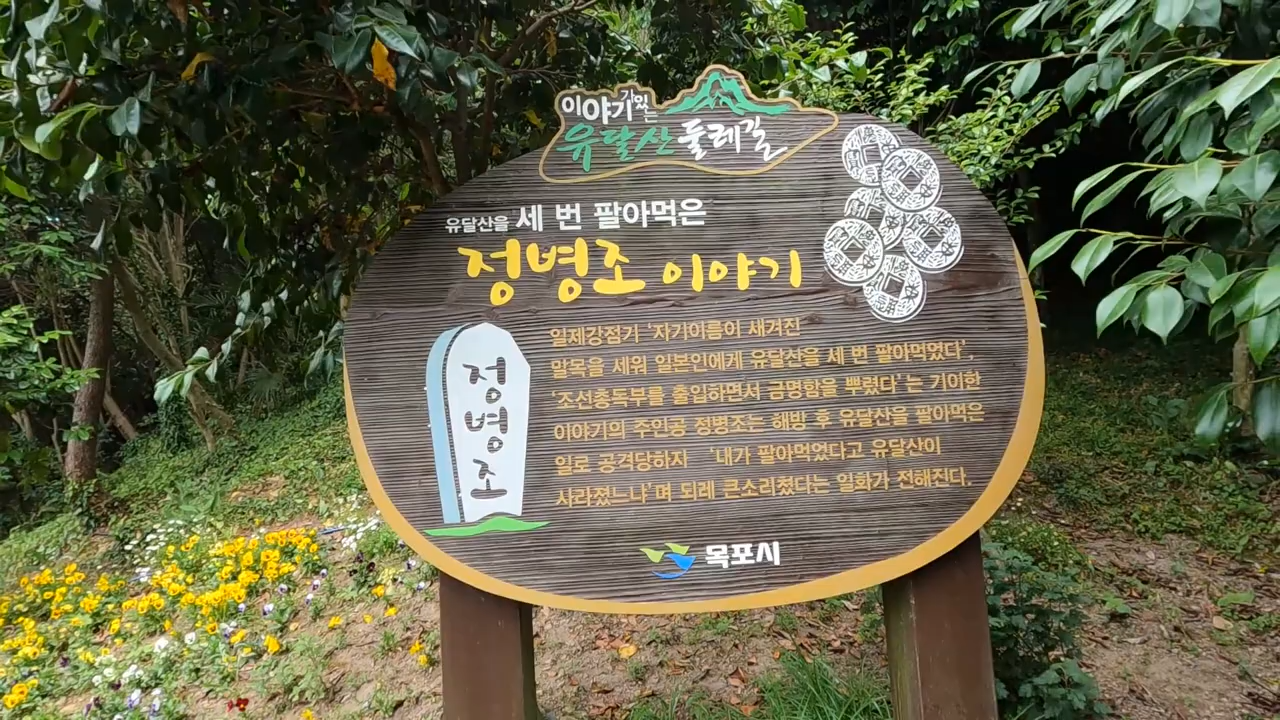 이야기가 있는
유달산 둘레길
유달산을 세 번 팔아먹은
정병조 이야기
정병조
일제강점기 '자기이름이 새겨진
말목을 세워 일본인에게 유달산을 세 번 팔아먹었다'.
'조선총독부를 출입하면서 금명함을 뿌렸다'는 기이한
이야기의 주인공 정병조는 해방 후 유달산을 팔아먹은
일로 공격당하자 '내가 팔아먹었다고 유달산이
사라졌느냐'며 되레 큰소리쳤다는 일화가 전해진다.
목포시